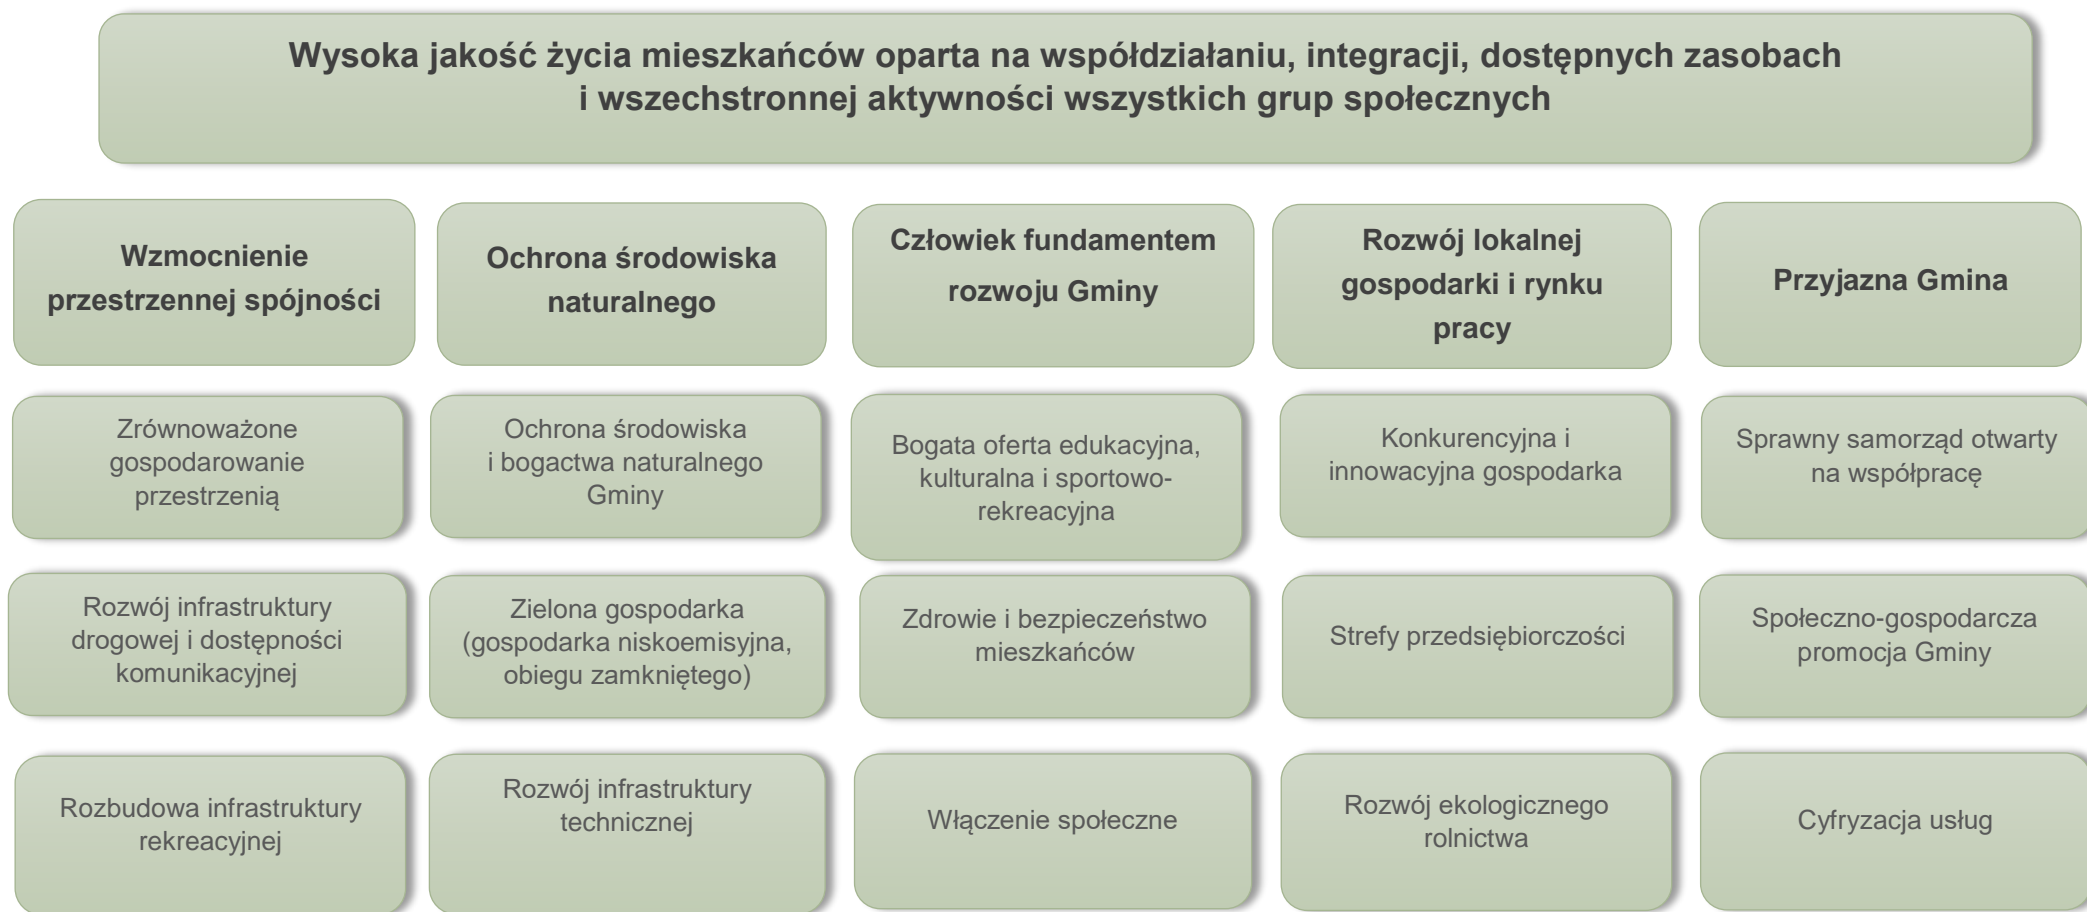 Wysoka jakość życia mieszkańców oparta na współdziałaniu, integracji, dostępnych zasobach
i wszechstronnej aktywności wszystkich grup społecznych
Wzmocnienie
przestrzennej spójności
Ochrona środowiska
naturalnego
Człowiek fundamentem
rozwoju Gminy
Rozwój lokalnej
gospodarki i rynku
pracy
Przyjazna Gmina
Zrównoważone
gospodarowanie
przestrzenią
Ochrona środowiska
i bogactwa naturalnego
Gminy
Bogata oferta edukacyjna,
kulturalna i sportowo-
rekreacyjna
Konkurencyjna i
innowacyjna gospodarka
Sprawny samorząd otwarty
na współpracę
Rozwój infrastruktury
drogowej i dostępności
komunikacyjnej
Zielona gospodarka
(gospodarka niskoemisyjna,
obiegu zamkniętego)
Zdrowie i bezpieczeństwo
mieszkańców
Strefy przedsiębiorczości
Społeczno-gospodarcza
promocja Gminy
Rozbudowa infrastruktury
rekreacyjnej
Rozwój infrastruktury
technicznej
Włączenie społeczne
Rozwój ekologicznego
rolnictwa
Cyfryzacja usług